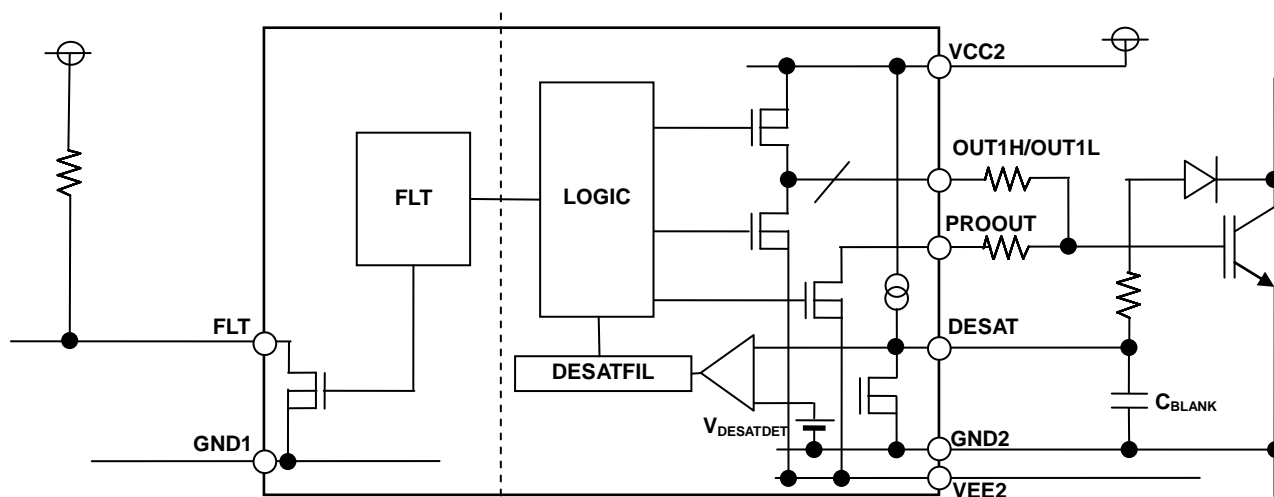 VCC2
OUT1H/OUT1L
FLT
LOGIC
PROOUT
FLT
DESAT
DESATFIL
VDESATDET
CBLANK
GND1
GND2
VEE2